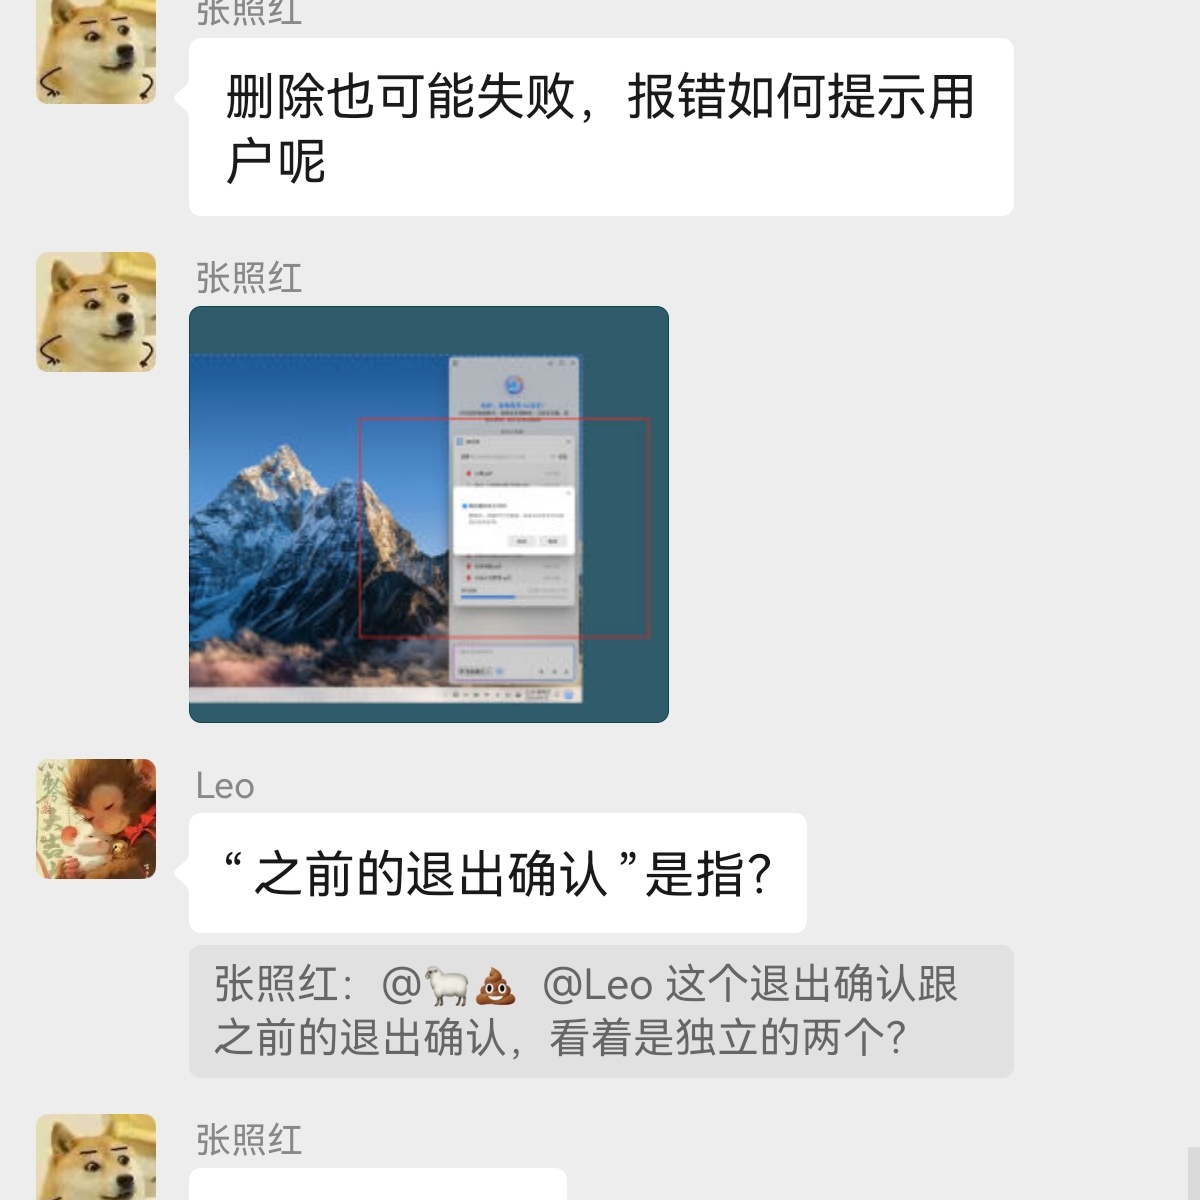 张照红
删除也可能失败，报错如何提示用
户呢
张照红
Leo
“之前的退出确认”是指？
张照红：@🐑💩 @Leo 这个退出确认跟
之前的退出确认，看着是独立的两个？
张照红